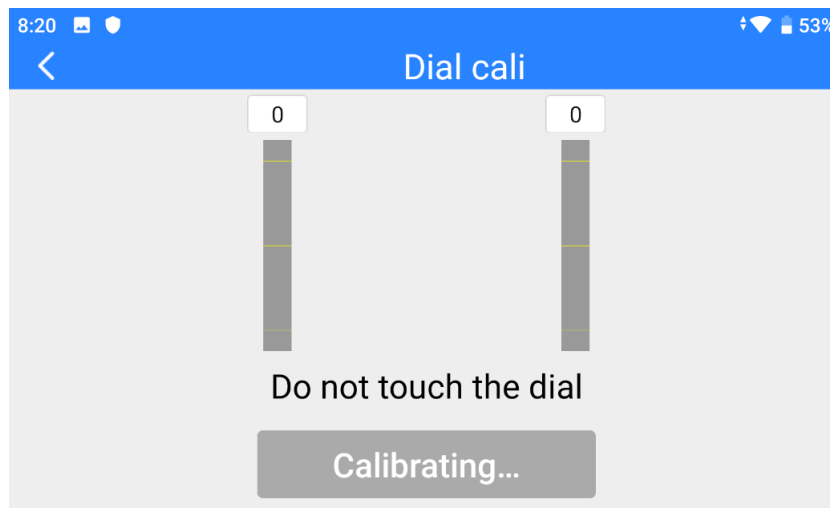 8:20 53%
Dial cali
0 0
Do not touch the dial
Calibrating...